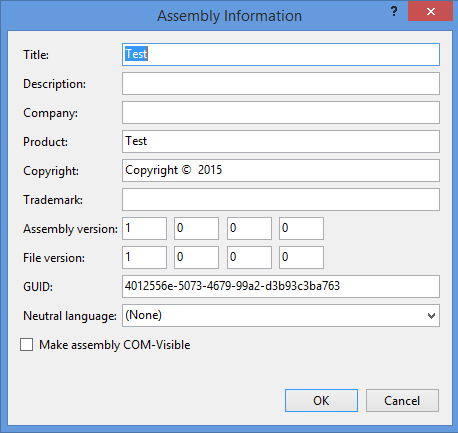 Assembly Information
?
Title: Test
Description:
Company:
Product: Test
Copyright: Copyright © 2015
Trademark:
Assembly version: 1 0 0 0
File version: 1 0 0 0
GUID: 4012556e-5073-4679-99a2-d3b93c3ba763
Neutral language: (None)
Make assembly COM-Visible
OK Cancel